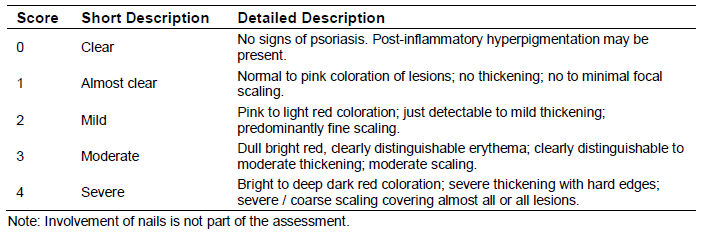 Score Short Description Detailed Description
0 Clear No signs of psoriasis. Post-inflammatory hyperpigmentation may be
present.
1 Almost clear Normal to pink coloration of lesions; no thickening; no to minimal focal
scaling.
2 Mild Pink to light red coloration; just detectable to mild thickening;
predominantly fine scaling.
3 Moderate Dull bright red, clearly distinguishable erythema; clearly distinguishable to
moderate thickening; moderate scaling.
4 Severe Bright to deep dark red coloration; severe thickening with hard edges;
severe / coarse scaling covering almost all or all lesions.
Note: Involvement of nails is not part of the assessment.